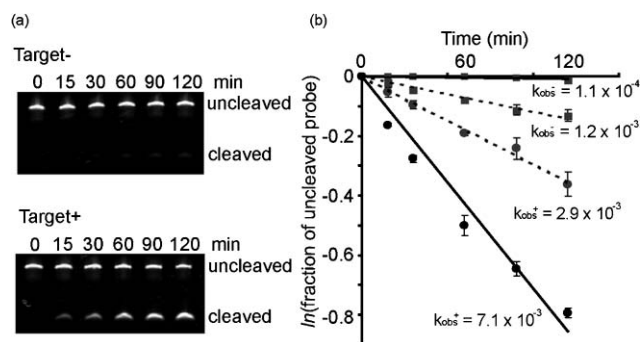 (a)
Target-
0 15 30 60 90 120 min
uncleaved
cleaved
Target+
0 15 30 60 90 120 min
uncleaved
cleaved
(b)
Time (min)
0 60 120
0
-0.2
-0.4
-0.6
-0.8
ln(fraction of uncleaved probe)
kobs- = 1.1 x 10-4
kobs- = 1.2 x 10-3
kobs+ = 2.9 x 10-3
kobs+ = 7.1 x 10-3